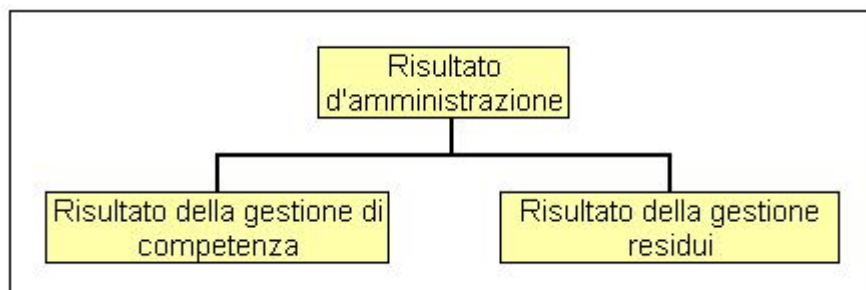 Risultato
d'amministrazione
Risultato della gestione di
competenza
Risultato della gestione
residui